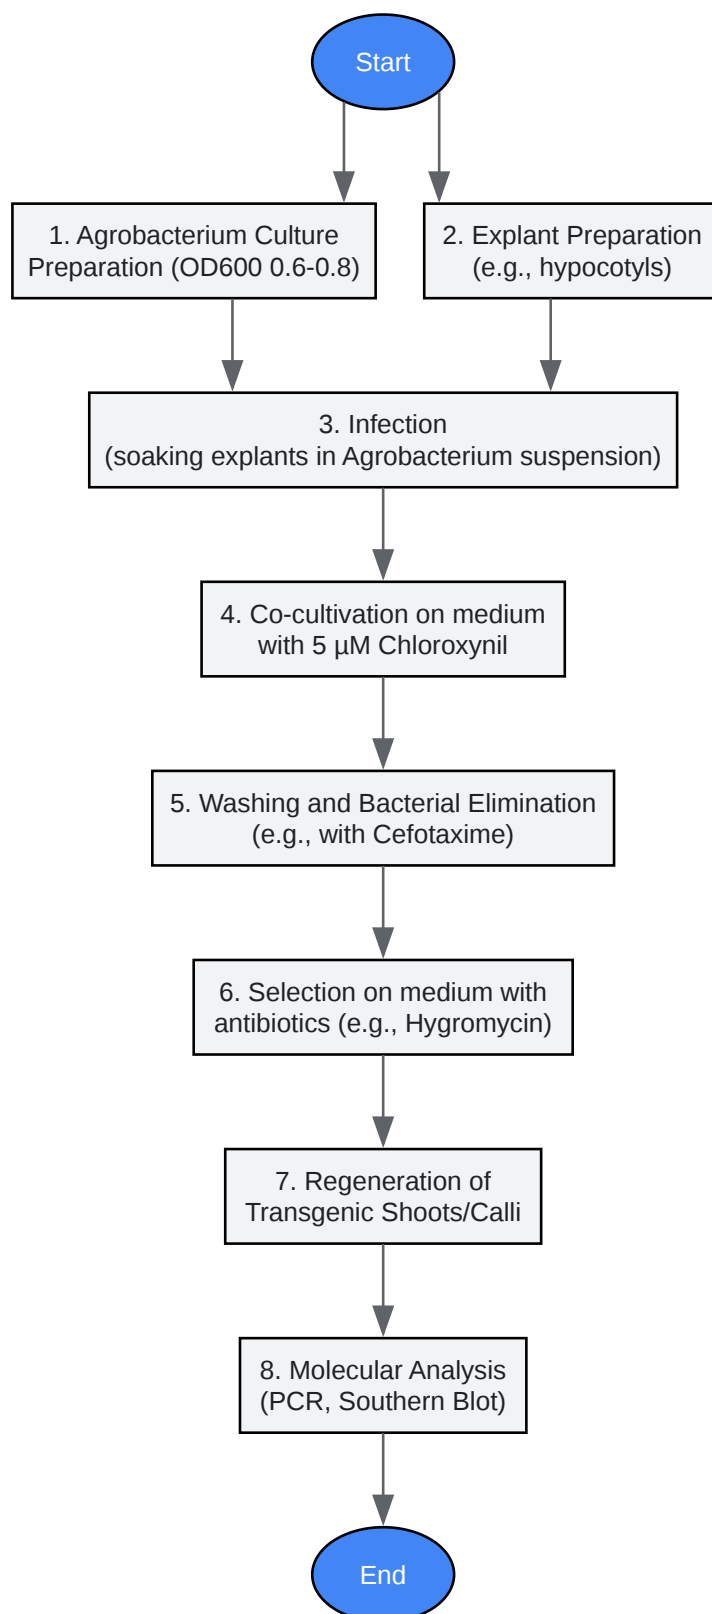 Start
1. Agrobacterium Culture
Preparation (OD600 0.6-0.8)
2. Explant Preparation
(e.g., hypocotyls)
3. Infection
(soaking explants in Agrobacterium suspension)
4. Co-cultivation on medium
with 5 µM Chloroxynil
5. Washing and Bacterial Elimination
(e.g., with Cefotaxime)
6. Selection on medium with
antibiotics (e.g., Hygromycin)
7. Regeneration of
Transgenic Shoots/Calli
8. Molecular Analysis
(PCR, Southern Blot)
End